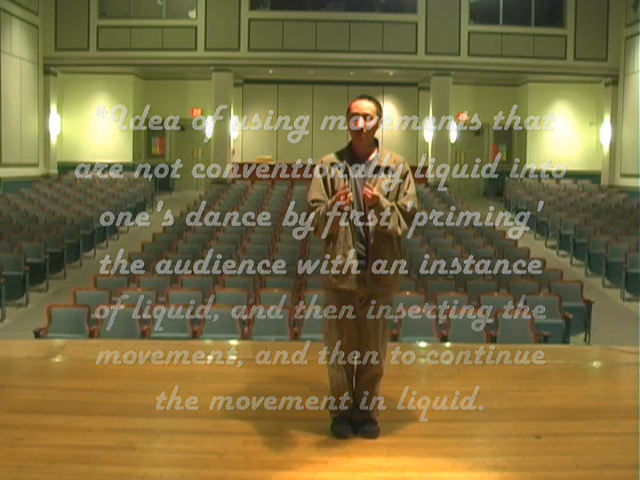 *Idea of using movements that
are not conventionally liquid into
one's dance by first 'priming'
the audience with an instance
of liquid, and then inserting the
movement, and then to continue
the movement in liquid.